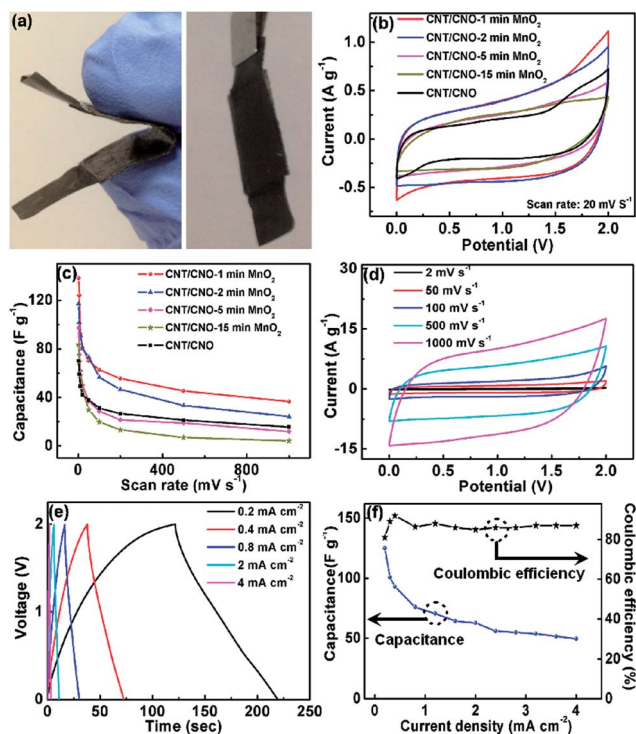 (a)
(b)
CNT/CNO-1 min MnO₂
CNT/CNO-2 min MnO₂
CNT/CNO-5 min MnO₂
CNT/CNO-15 min MnO₂
CNT/CNO
Scan rate: 20 mV S⁻¹
1.0
0.5
0.0
-0.5
Current (A g⁻¹)
0.0 0.5 1.0 1.5 2.0
Potential (V)
(c)
CNT/CNO-1 min MnO₂
CNT/CNO-2 min MnO₂
CNT/CNO-5 min MnO₂
CNT/CNO-15 min MnO₂
CNT/CNO
120
80
40
0
Capacitance (F g⁻¹)
0 400 800
Scan rate (mV s⁻¹)
(d)
2 mV s⁻¹
50 mV s⁻¹
100 mV s⁻¹
500 mV s⁻¹
1000 mV s⁻¹
30
15
0
-15
Current (A g⁻¹)
0.0 0.5 1.0 1.5 2.0
Potential (V)
(e)
0.2 mA cm⁻²
0.4 mA cm⁻²
0.8 mA cm⁻²
2 mA cm⁻²
4 mA cm⁻²
2
1
0
Voltage (V)
0 50 100 150 200 250
Time (sec)
(f)
Coulombic efficiency
Capacitance
150
100
50
0
Capacitance(F g⁻¹)
100
80
60
40
20
0
Coulombic efficiency (%)
0 1 2 3 4
Current density (mA cm⁻²)